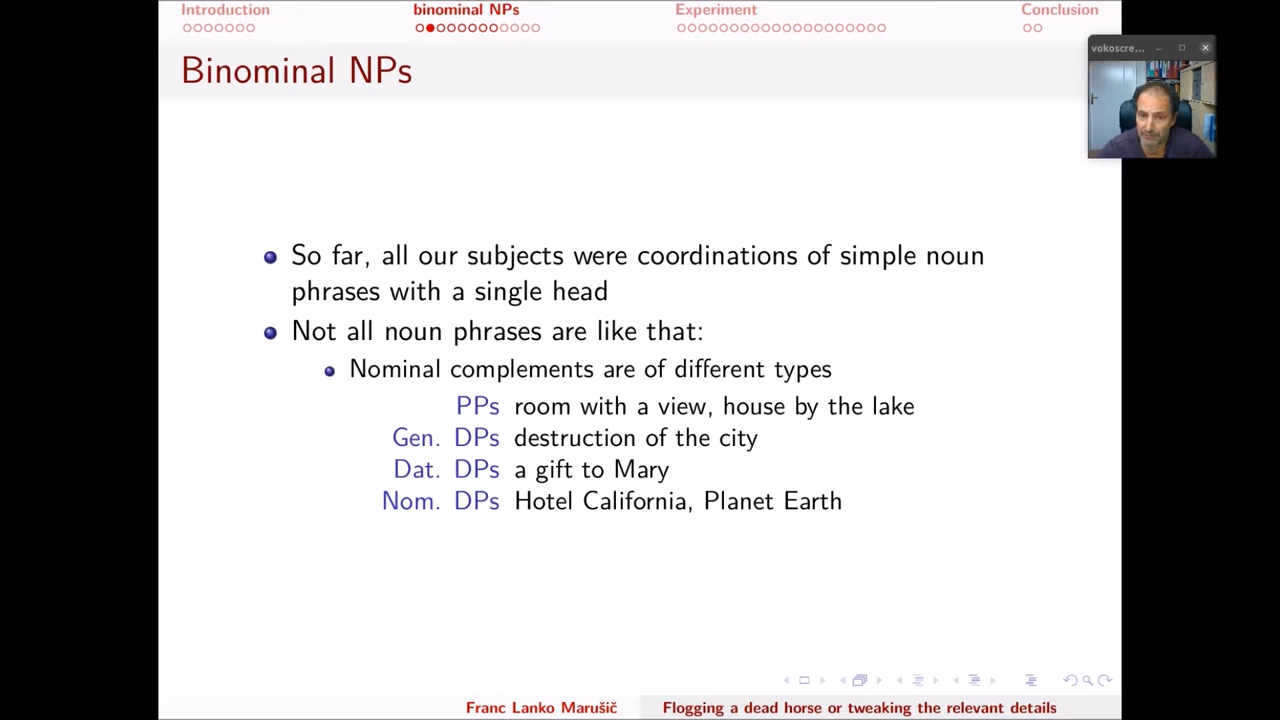 Introduction binominal NPs Experiment Conclusion
vokoscre...
Binominal NPs
So far, all our subjects were coordinations of simple noun
phrases with a single head
Not all noun phrases are like that:
Nominal complements are of different types
PPs room with a view, house by the lake
Gen. DPs destruction of the city
Dat. DPs a gift to Mary
Nom. DPs Hotel California, Planet Earth
Franc Lanko Marušič Flogging a dead horse or tweaking the relevant details